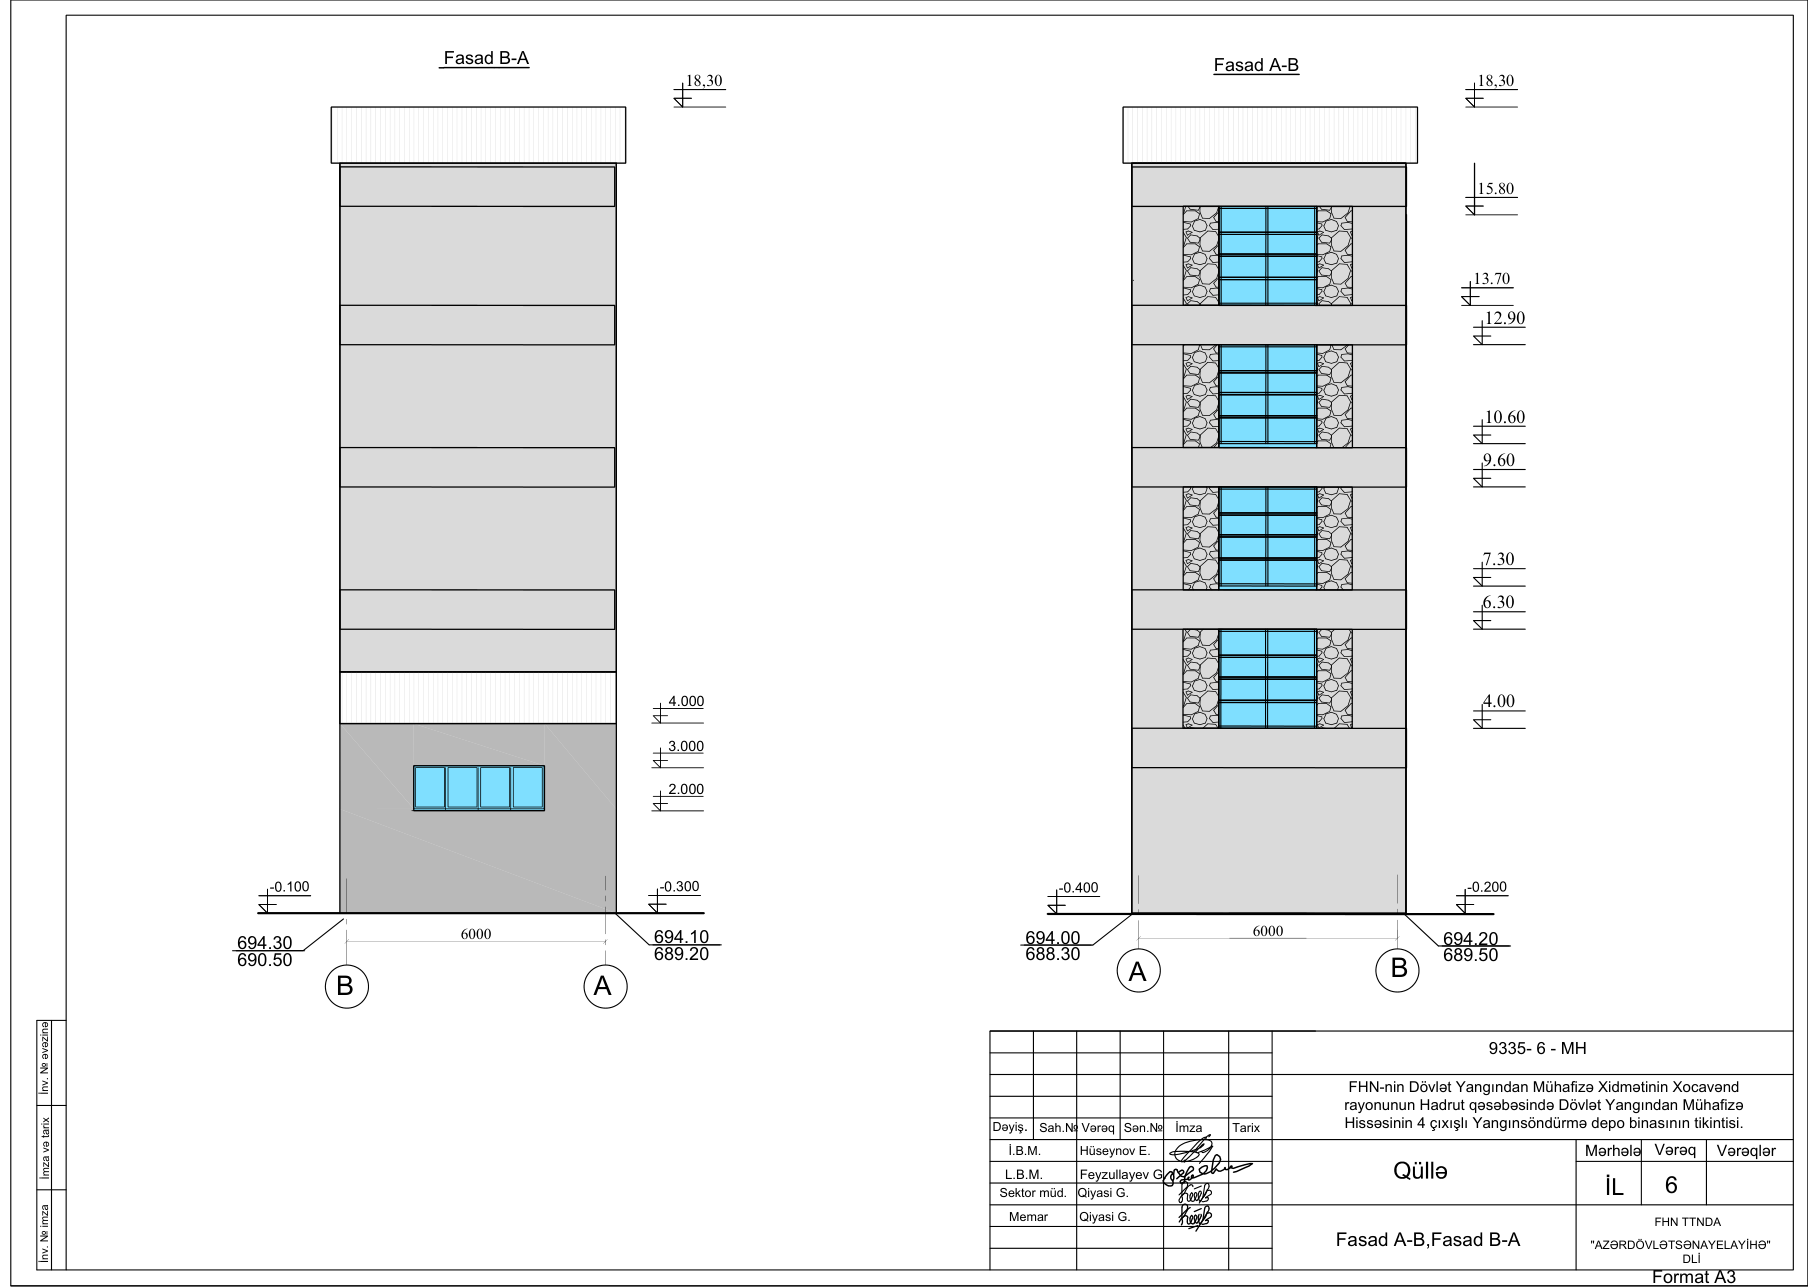 Fasad B-A
18,30
4.000
3.000
2.000
-0.100
-0.300
6000
694.30
690.50
694.10
689.20
B
A
Fasad A-B
18,30
15.80
13.70
12.90
10.60
9.60
7.30
6.30
4.00
-0.400
-0.200
6000
694.00
688.30
694.20
689.50
A
B
İnv. № əvəzinə
İmza və tarix
İnv. № imza
9335- 6 - MH
FHN-nin Dövlət Yangından Mühafizə Xidmətinin Xocavənd
rayonunun Hadrut qəsəbəsində Dövlət Yangından Mühafizə
Hissəsinin 4 çıxışlı Yangınsöndürmə depo binasının tikintisi.
Dəyiş. Sah.№ Vərəq Sən.№ İmza Tarix
İ.B.M. Hüseynov E.
L.B.M. Feyzullayev G
Sektor müd. Qiyasi G.
Memar Qiyasi G.
Qüllə
Mərhələ Vərəq Vərəqlər
İL 6
Fasad A-B,Fasad B-A
FHN TTNDA
"AZƏRDÖVLƏTSƏNAYELAYİHƏ"
DLİ
Format A3